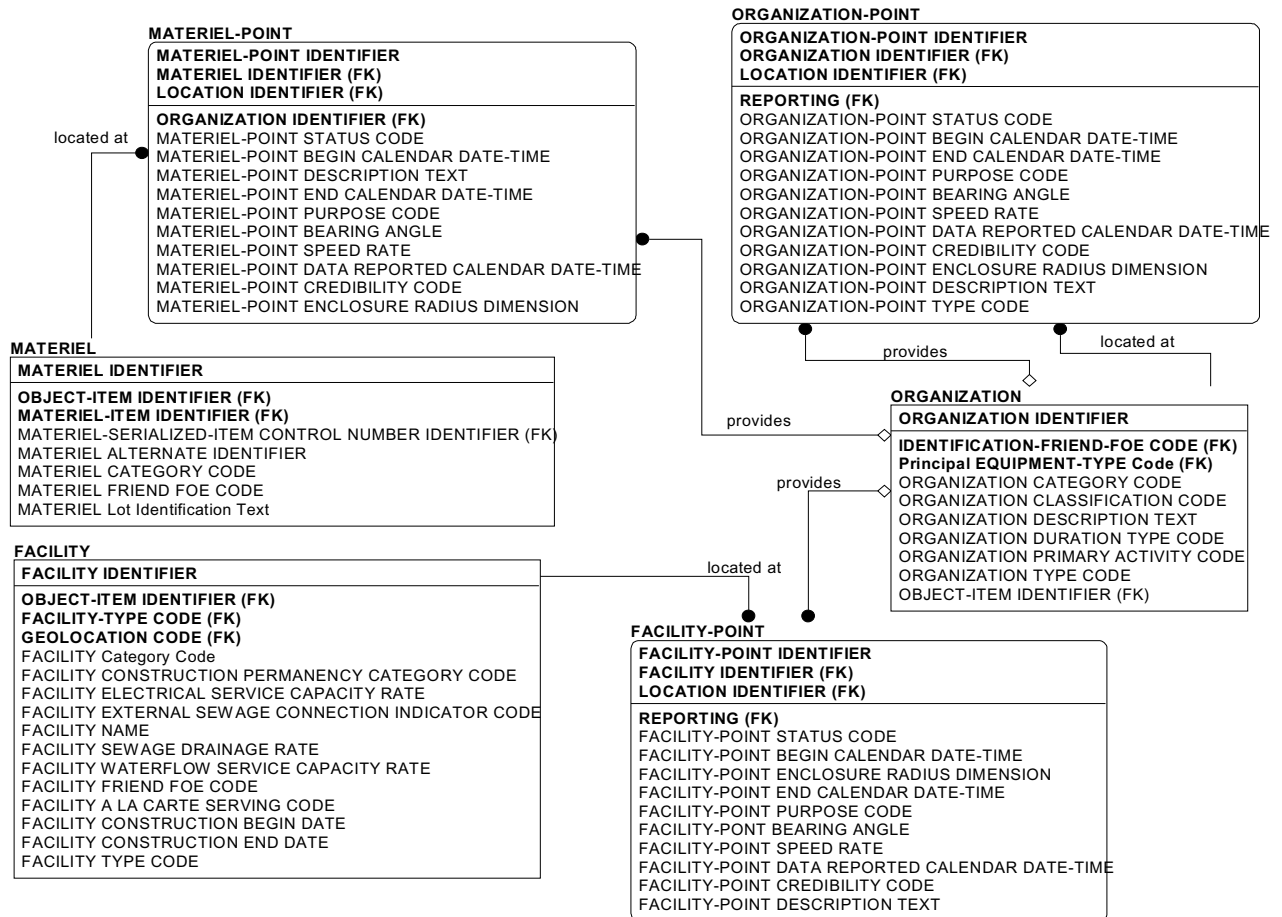 MATERIEL-POINT
MATERIEL-POINT IDENTIFIER
MATERIEL IDENTIFIER (FK)
LOCATION IDENTIFIER (FK)
ORGANIZATION IDENTIFIER (FK)
MATERIEL-POINT STATUS CODE
MATERIEL-POINT BEGIN CALENDAR DATE-TIME
MATERIEL-POINT DESCRIPTION TEXT
MATERIEL-POINT END CALENDAR DATE-TIME
MATERIEL-POINT PURPOSE CODE
MATERIEL-POINT BEARING ANGLE
MATERIEL-POINT SPEED RATE
MATERIEL-POINT DATA REPORTED CALENDAR DATE-TIME
MATERIEL-POINT CREDIBILITY CODE
MATERIEL-POINT ENCLOSURE RADIUS DIMENSION
located at
ORGANIZATION-POINT
ORGANIZATION-POINT IDENTIFIER
ORGANIZATION IDENTIFIER (FK)
LOCATION IDENTIFIER (FK)
REPORTING (FK)
ORGANIZATION-POINT STATUS CODE
ORGANIZATION-POINT BEGIN CALENDAR DATE-TIME
ORGANIZATION-POINT END CALENDAR DATE-TIME
ORGANIZATION-POINT PURPOSE CODE
ORGANIZATION-POINT BEARING ANGLE
ORGANIZATION-POINT SPEED RATE
ORGANIZATION-POINT DATA REPORTED CALENDAR DATE-TIME
ORGANIZATION-POINT CREDIBILITY CODE
ORGANIZATION-POINT ENCLOSURE RADIUS DIMENSION
ORGANIZATION-POINT DESCRIPTION TEXT
ORGANIZATION-POINT TYPE CODE
provides
located at
MATERIEL
MATERIEL IDENTIFIER
OBJECT-ITEM IDENTIFIER (FK)
MATERIEL-ITEM IDENTIFIER (FK)
MATERIEL-SERIALIZED-ITEM CONTROL NUMBER IDENTIFIER (FK)
MATERIEL ALTERNATE IDENTIFIER
MATERIEL CATEGORY CODE
MATERIEL FRIEND FOE CODE
MATERIEL Lot Identification Text
provides
provides
ORGANIZATION
ORGANIZATION IDENTIFIER
IDENTIFICATION-FRIEND-FOE CODE (FK)
Principal EQUIPMENT-TYPE Code (FK)
ORGANIZATION CATEGORY CODE
ORGANIZATION CLASSIFICATION CODE
ORGANIZATION DESCRIPTION TEXT
ORGANIZATION DURATION TYPE CODE
ORGANIZATION PRIMARY ACTIVITY CODE
ORGANIZATION TYPE CODE
OBJECT-ITEM IDENTIFIER (FK)
FACILITY
FACILITY IDENTIFIER
OBJECT-ITEM IDENTIFIER (FK)
FACILITY-TYPE CODE (FK)
GEOLOCATION CODE (FK)
FACILITY Category Code
FACILITY CONSTRUCTION PERMANENCY CATEGORY CODE
FACILITY ELECTRICAL SERVICE CAPACITY RATE
FACILITY EXTERNAL SEWAGE CONNECTION INDICATOR CODE
FACILITY NAME
FACILITY SEWAGE DRAINAGE RATE
FACILITY WATERFLOW SERVICE CAPACITY RATE
FACILITY FRIEND FOE CODE
FACILITY A LA CARTE SERVING CODE
FACILITY CONSTRUCTION BEGIN DATE
FACILITY CONSTRUCTION END DATE
FACILITY TYPE CODE
located at
FACILITY-POINT
FACILITY-POINT IDENTIFIER
FACILITY IDENTIFIER (FK)
LOCATION IDENTIFIER (FK)
REPORTING (FK)
FACILITY-POINT STATUS CODE
FACILITY-POINT BEGIN CALENDAR DATE-TIME
FACILITY-POINT ENCLOSURE RADIUS DIMENSION
FACILITY-POINT END CALENDAR DATE-TIME
FACILITY-POINT PURPOSE CODE
FACILITY-PONT BEARING ANGLE
FACILITY-POINT SPEED RATE
FACILITY-POINT DATA REPORTED CALENDAR DATE-TIME
FACILITY-POINT CREDIBILITY CODE
FACILITY-POINT DESCRIPTION TEXT